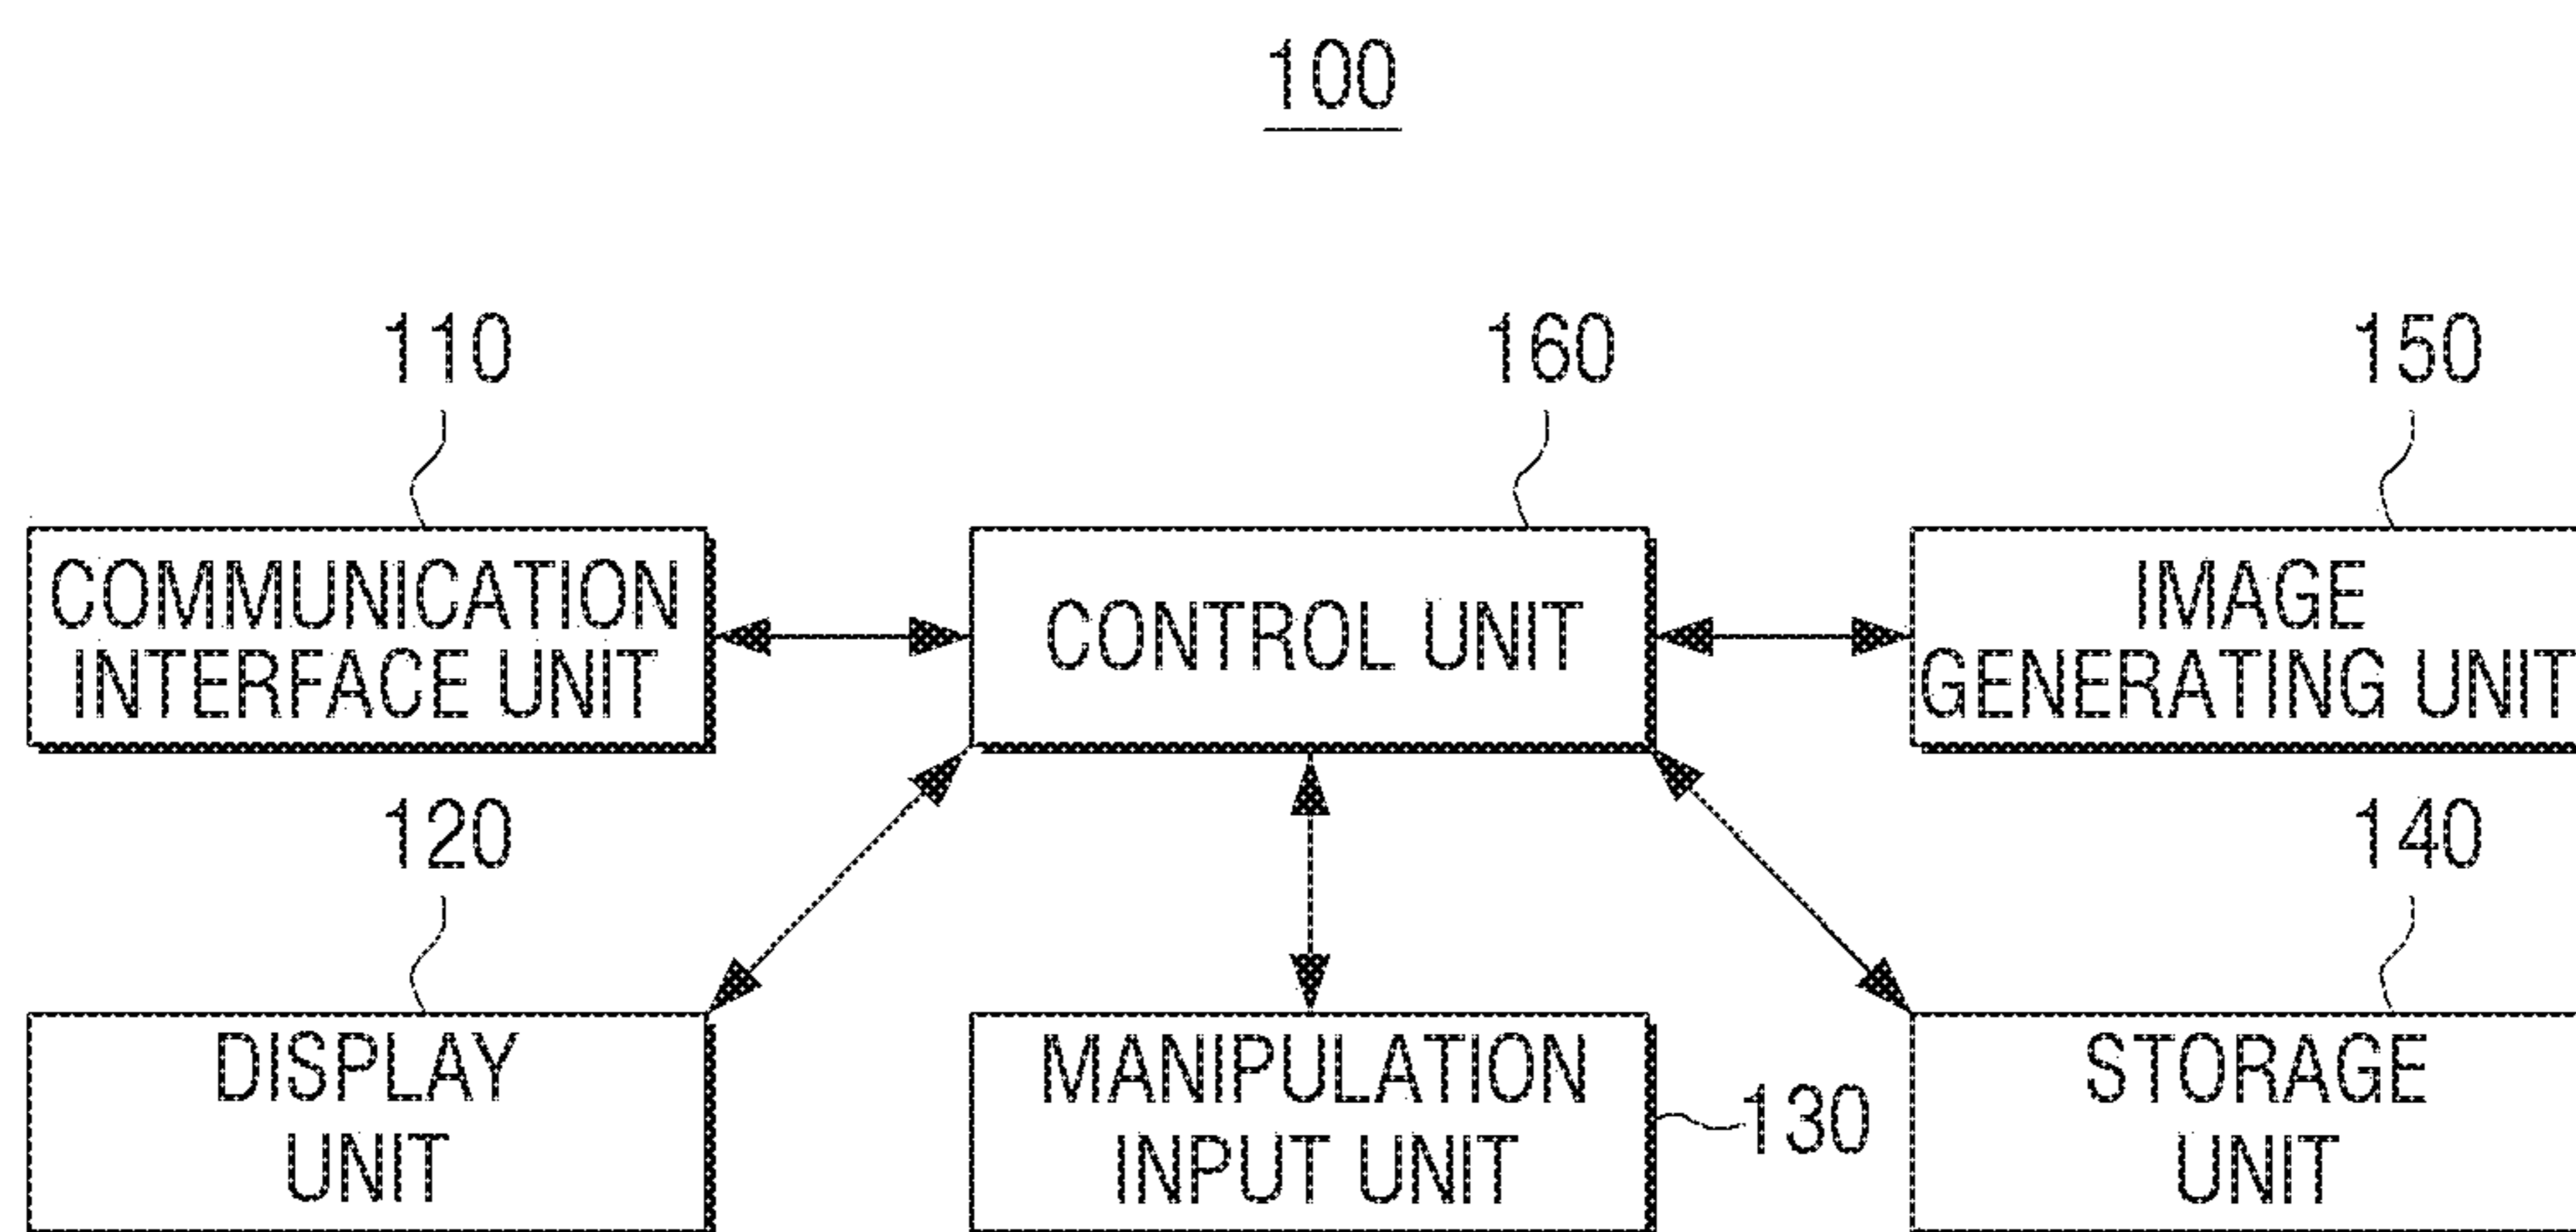 100
110
160
150
COMMUNICATION
INTERFACE UNIT
CONTROL UNIT
IMAGE
GENERATING UNIT
120
140
DISPLAY
UNIT
MANIPULATION
INPUT UNIT
130
STORAGE
UNIT